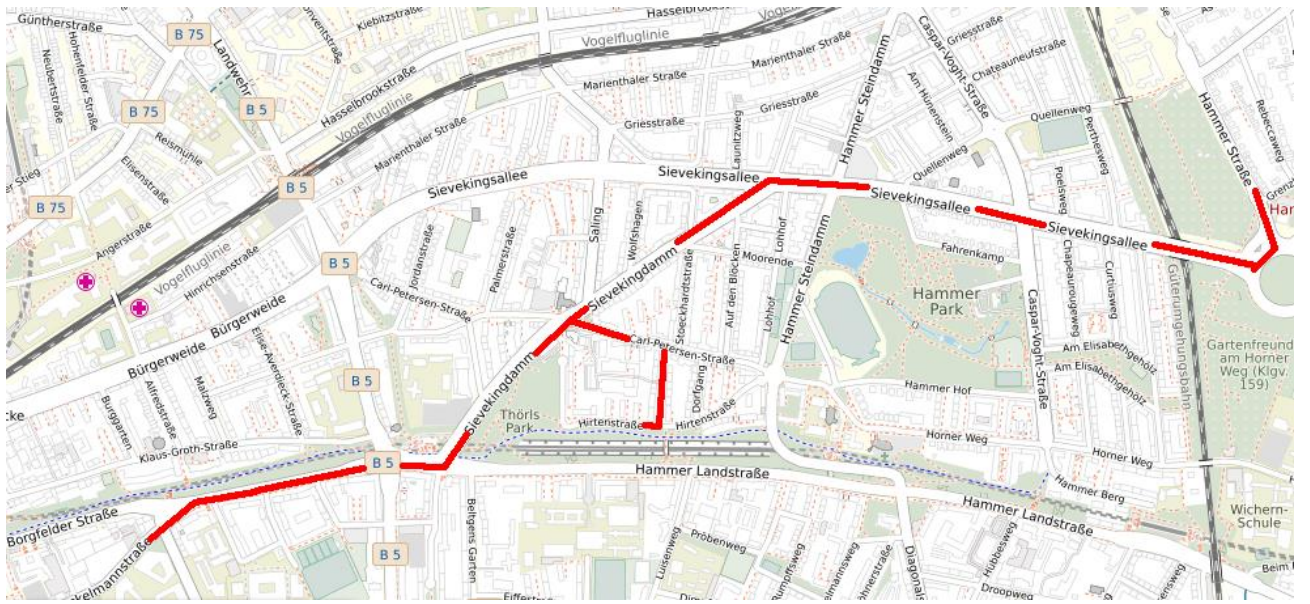 Güntherstraße
B 75
Landwehr
Hohenfelder Straße
Neubertstraße
B 75
B 5
Kiebitzstraße
Hasselbrookstraße
Vogelfluglinie
Hasselbrookstraße
Vogelfluglinie
Marienthaler Straße
Marienthaler Straße
Marienthaler Straße
Griesstraße
Griesstraße
Griesstraße
Caspar-Voght-Straße
Chateauneufstraße
Am Hünenstein
Hammer Steindamm
Launitzweg
Quellenweg
Quellenweg
Perthesweg
Hammer Straße
Rebeccaweg
Reismühle
Elisenstraße
B 75
B 5
Sievekingsallee
Sievekingsallee
Sievekingsallee
Sievekingsallee
Poelsweg
Angerstraße
Vogelfluglinie
Hinrichsenstraße
B 5
Jordanstraße
Palmerstraße
Saling
Wolfshagen
Lohhof
Moorende
Fahrenkamp
Chapeaurougeweg
Curtiusweg
Güterumgehungsbahn
Carl-Petersen-Straße
Sievekingdamm
Stoeckhardtstraße
Auf den Blöcken
Lohhof
Hammer Steindamm
Hammer
Park
Caspar-Voght-Straße
Bürgerweide
Bürgerweide
Carl-Petersen-Straße
Am Elisabethgehölz
Am Elisabethgehölz
Gartenfreund
am Horner
Weg (Klgv.
159)
Elise-Averdieck-Straße
B 5
Malzweg
Alfredstraße
Burggarten
Sievekingdamm
Thörls
Park
Dorfgang
Hammer Hof
Hirtenstraße
Hirtenstraße
Klaus-Groth-Straße
Horner Weg
Horner Weg
B 5
Hammer Landstraße
Hammer Berg
Borgfelder Straße
Beltgens Garten
Hammer Landstraße
Wichern-
Schule
B 5
Luisenweg
Pröbenweg
Hübbesweg
Droopweg
Eiffestraße